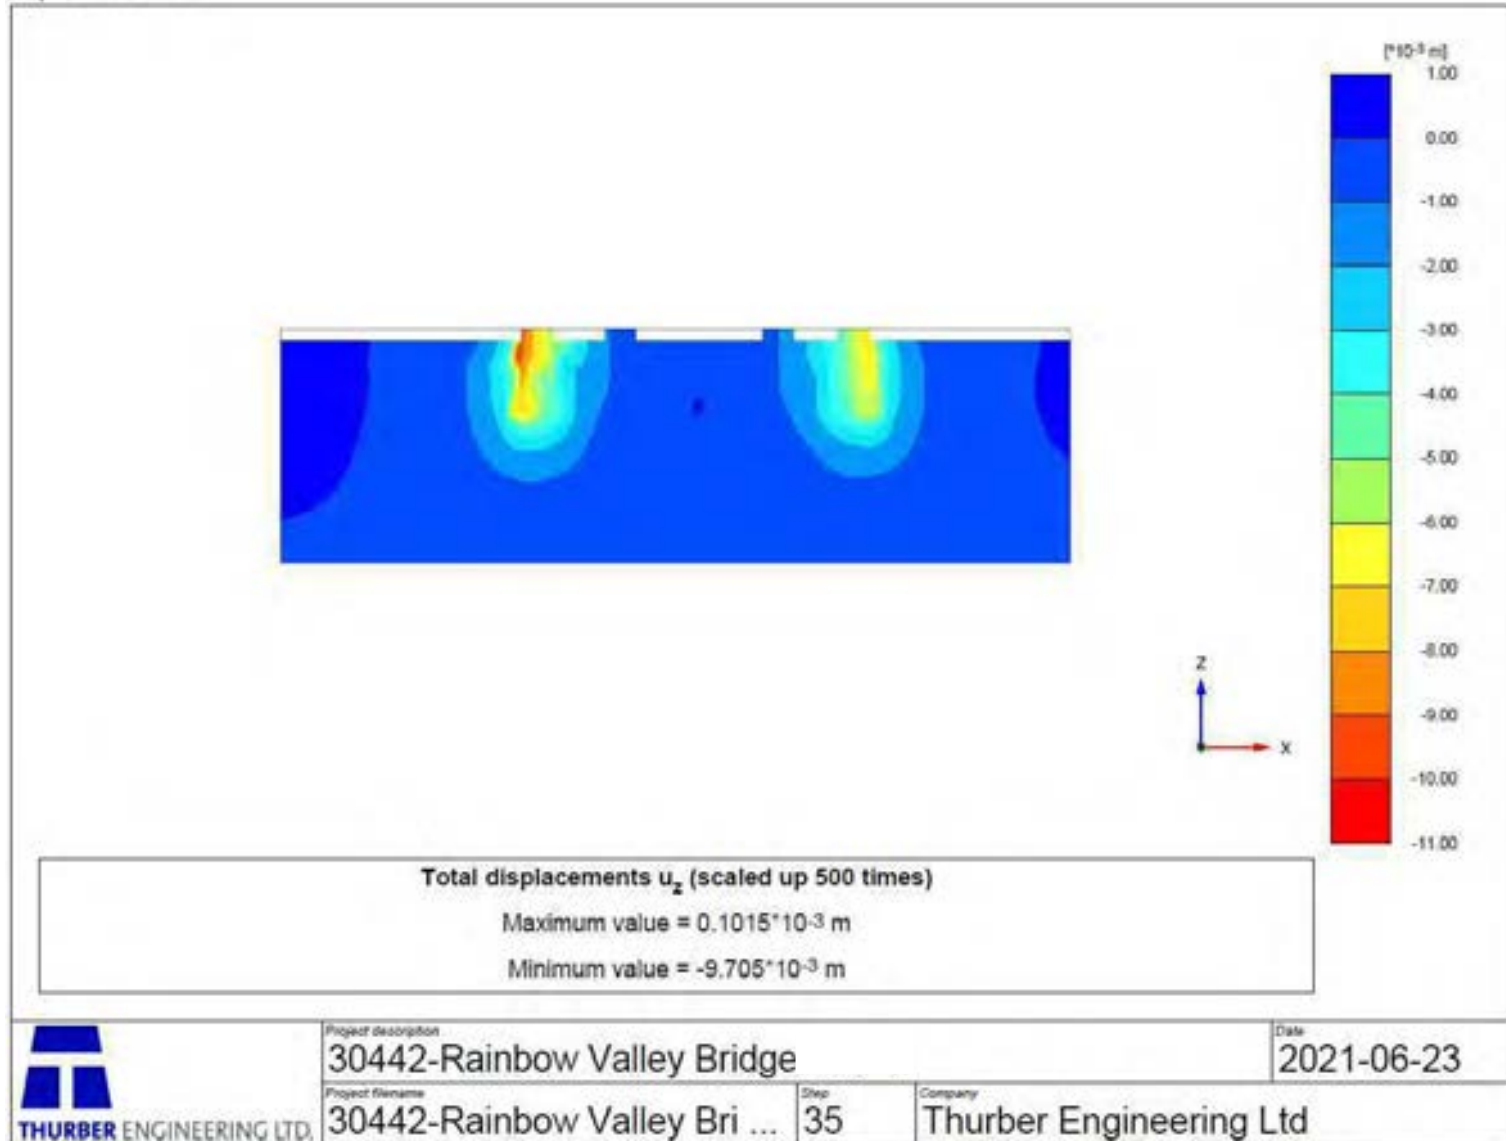 [*10-3 m]
1.00
0.00
-1.00
-2.00
-3.00
-4.00
-5.00
-6.00
-7.00
-8.00
-9.00
-10.00
-11.00
Z
X
Total displacements uz (scaled up 500 times)
Maximum value = 0.1015*10-3 m
Minimum value = -9.705*10-3 m
Project description
30442-Rainbow Valley Bridge
Date
2021-06-23
Project filename
30442-Rainbow Valley Bri ...
Step
35
Company
Thurber Engineering Ltd
THURBER ENGINEERING LTD.